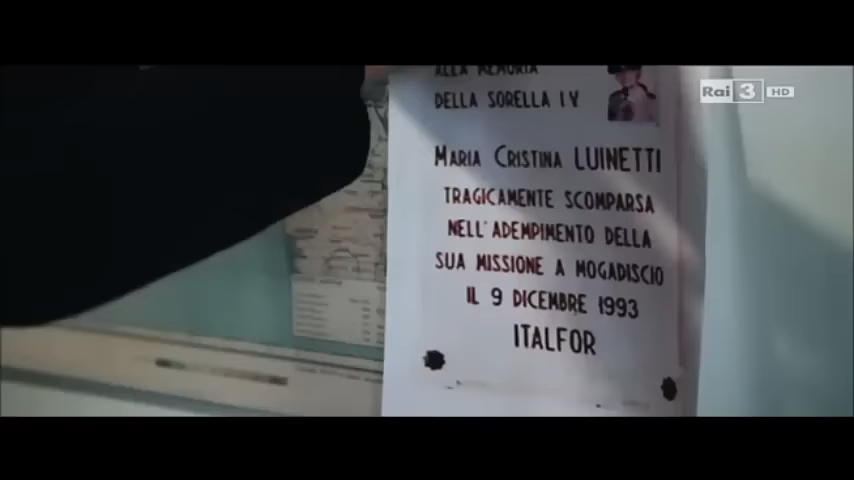 ALLA MEMORIA
DELLA SORELLA I.V.
MARIA CRISTINA LUINETTI
TRAGICAMENTE SCOMPARSA
NELL'ADEMPIMENTO DELLA
SUA MISSIONE A MOGADISCIO
IL 9 DICEMBRE 1993
ITALFOR
Rai 3 HD